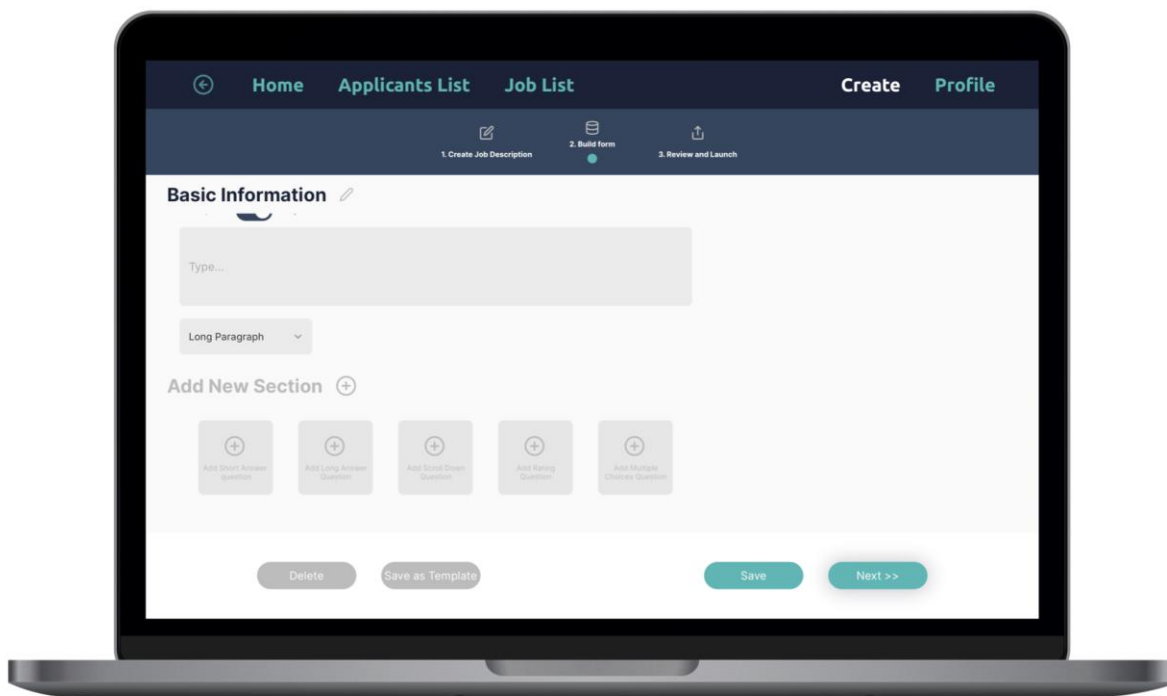 Home Applicants List Job List Create Profile
1. Create Job Description 2. Build form 3. Review and Launch
Basic Information
Type...
Long Paragraph
Add New Section
Add Short Answer
question
Add Long Answer
Question
Add Scroll Down
Question
Add Rating
Question
Add Multiple
Choices Question
Delete Save as Template Save Next >>